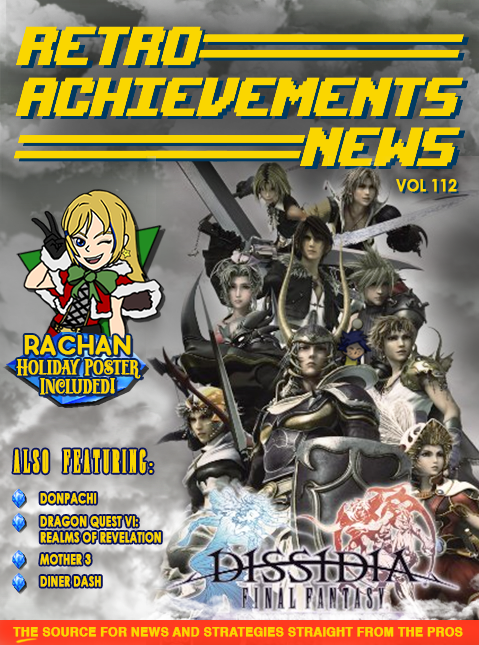 RETRO
ACHIEVEMENTS
NEWS
VOL 112
RACHAN
HOLIDAY POSTER
INCLUDED!
ALSO FEATURING:
DONPACHI
DRAGON QUEST VI:
REALMS OF REVELATION
MOTHER 3
DINER DASH
DISSIDIA
FINAL FANTASY
THE SOURCE FOR NEWS AND STRATEGIES STRAIGHT FROM THE PROS